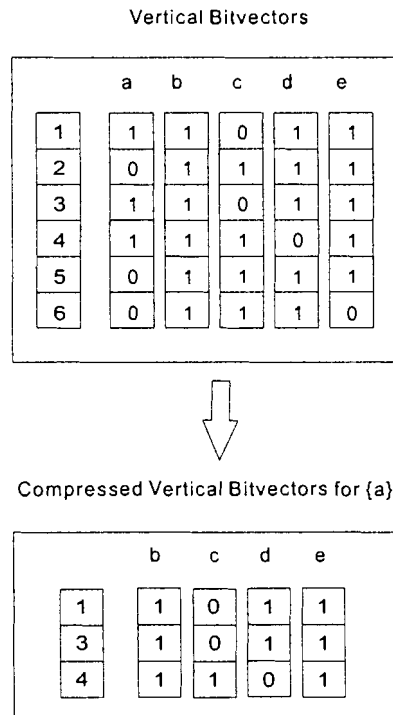 Vertical Bitvectors
a b c d e
1 1 1 0 1 1
2 0 1 1 1 1
3 1 1 0 1 1
4 1 1 1 0 1
5 0 1 1 1 1
6 0 1 1 1 0
Compressed Vertical Bitvectors for {a}
b c d e
1 1 0 1 1
3 1 0 1 1
4 1 1 0 1